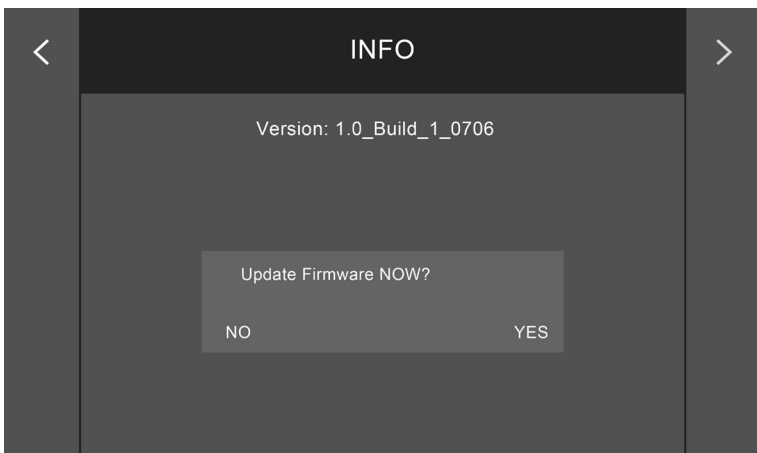 INFO
Version: 1.0_Build_1_0706
Update Firmware NOW?
NO YES